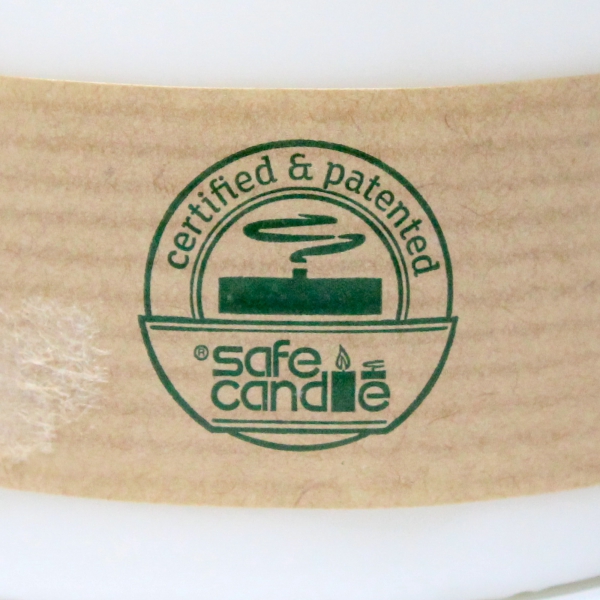 certified & patented
® safe
candle